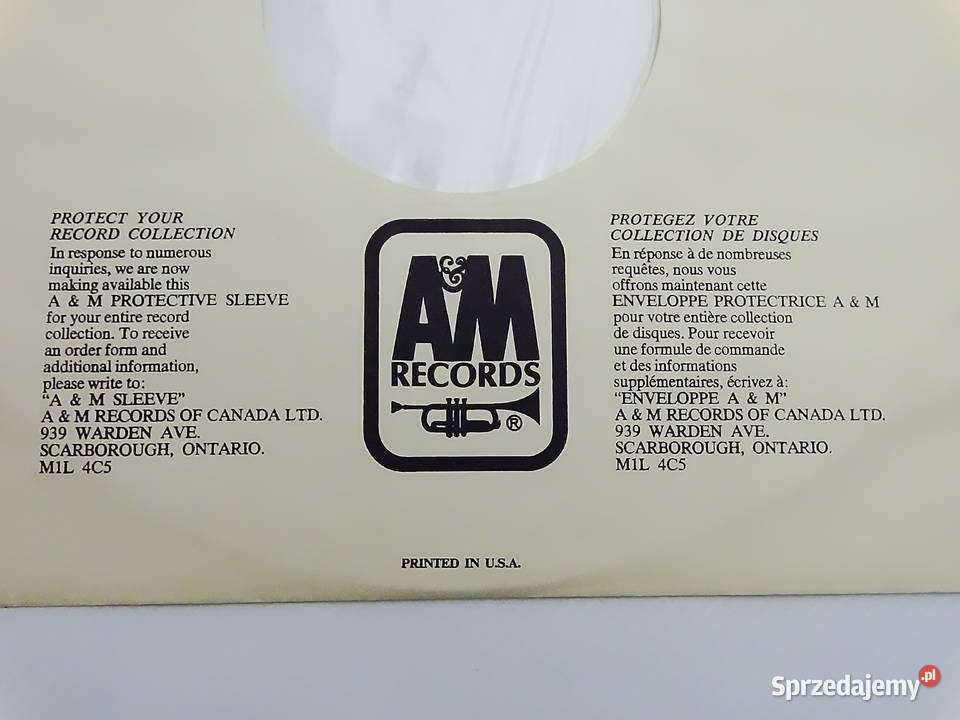 PROTECT YOUR
RECORD COLLECTION
In response to numerous
inquiries, we are now
making available this
A & M PROTECTIVE SLEEVE
for your entire record
collection. To receive
an order form and
additional information,
please write to:
"A & M SLEEVE"
A & M RECORDS OF CANADA LTD.
939 WARDEN AVE.
SCARBOROUGH, ONTARIO.
M1L 4C5
A&M
RECORDS
®
PROTEGEZ VOTRE
COLLECTION DE DISQUES
En réponse à de nombreuses
requêtes, nous vous
offrons maintenant cette
ENVELOPPE PROTECTRICE A & M
pour votre entière collection
de disques. Pour recevoir
une formule de commande
et des informations
supplémentaires, écrivez à:
"ENVELOPPE A & M"
A & M RECORDS OF CANADA LTD.
939 WARDEN AVE.
SCARBOROUGH, ONTARIO.
M1L 4C5
PRINTED IN U.S.A.
Sprzedajemy.pl